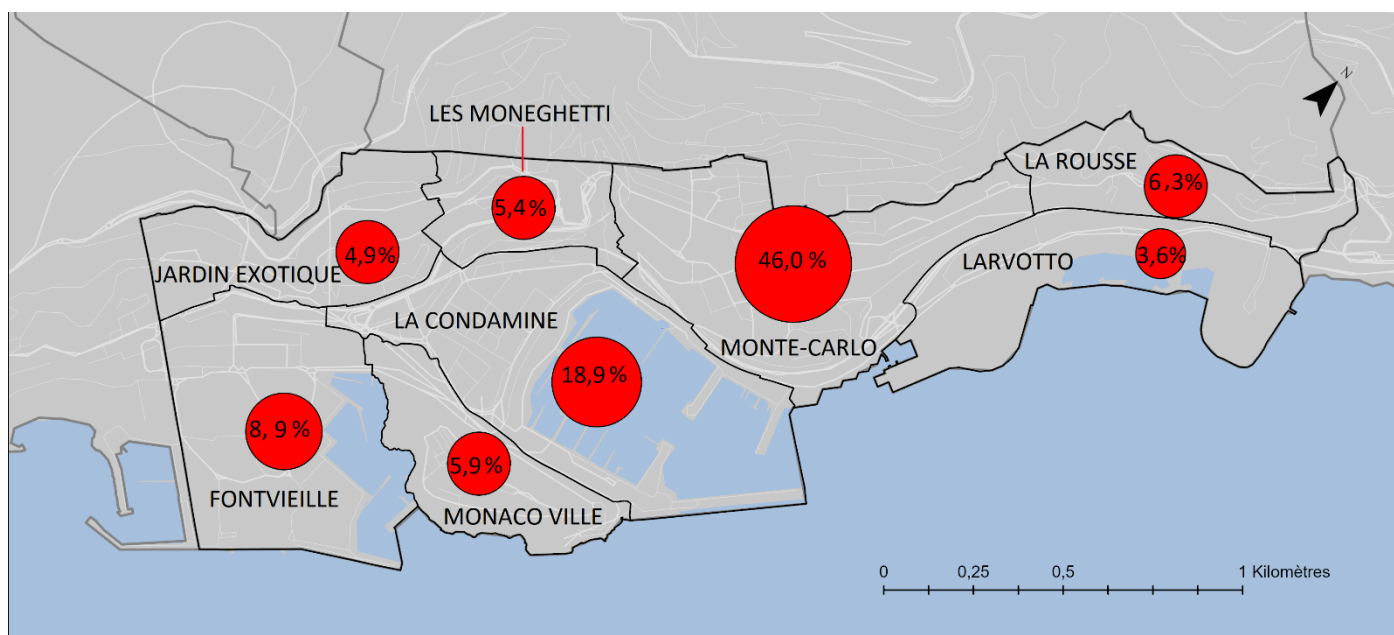 LES MONEGHETTI
N
LA ROUSSE
6,3%
5,4%
4,9%
JARDIN EXOTIQUE
46,0 %
LARVOTTO
3,6%
LA CONDAMINE
MONTE-CARLO
18,9%
8, 9%
5,9%
FONTVIEILLE
MONACO VILLE
0 0,25 0,5 1 Kilomètres